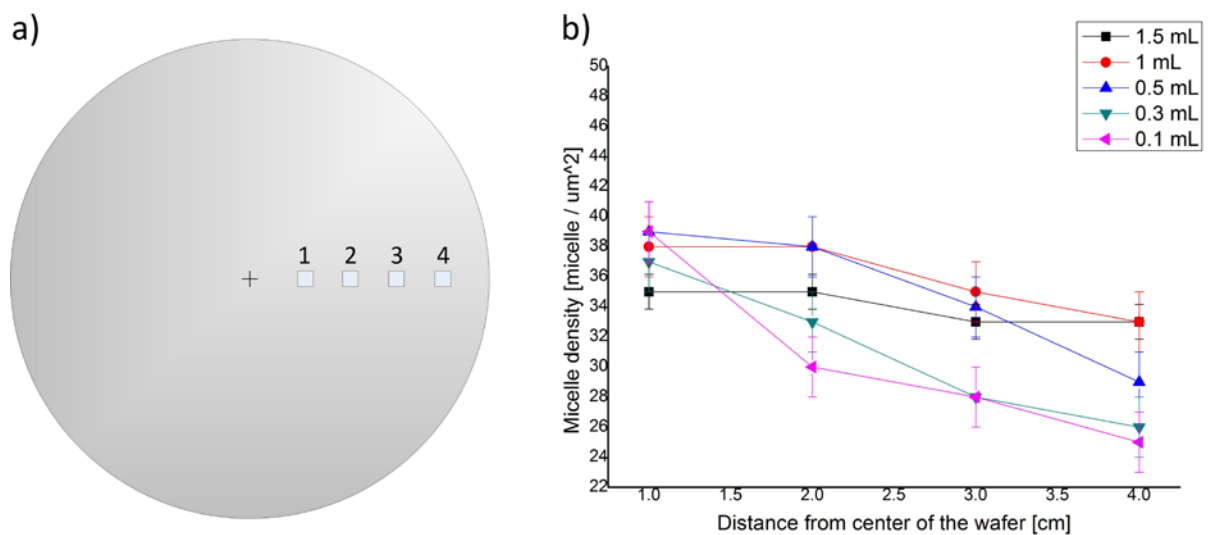 a)
1 2 3 4
b)
1.5 mL
1 mL
0.5 mL
0.3 mL
0.1 mL
Micelle density [micelle / um^2]
50
48
46
44
42
40
38
36
34
32
30
28
26
24
22
1.0 1.5 2.0 2.5 3.0 3.5 4.0
Distance from center of the wafer [cm]